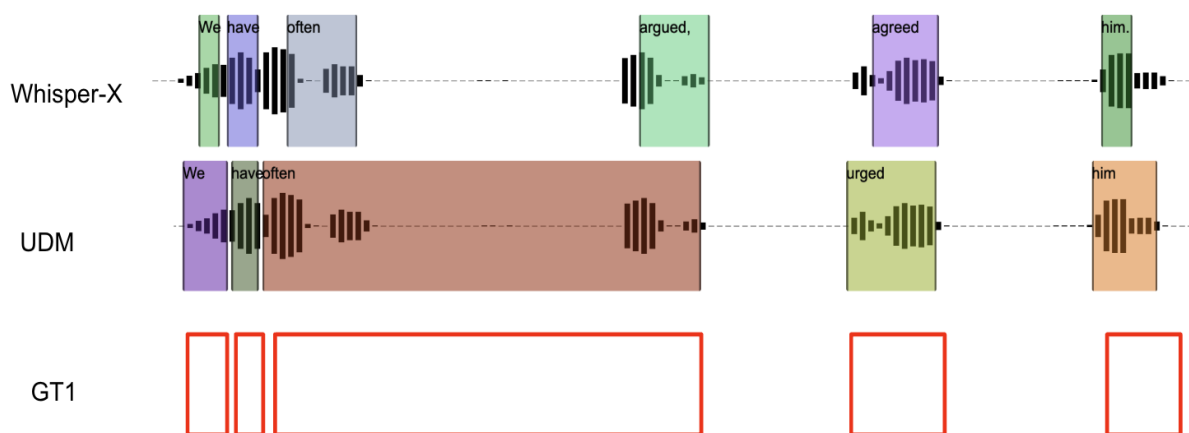 We have often argued, agreed him.
Whisper-X
We have often urged him
UDM
GT1